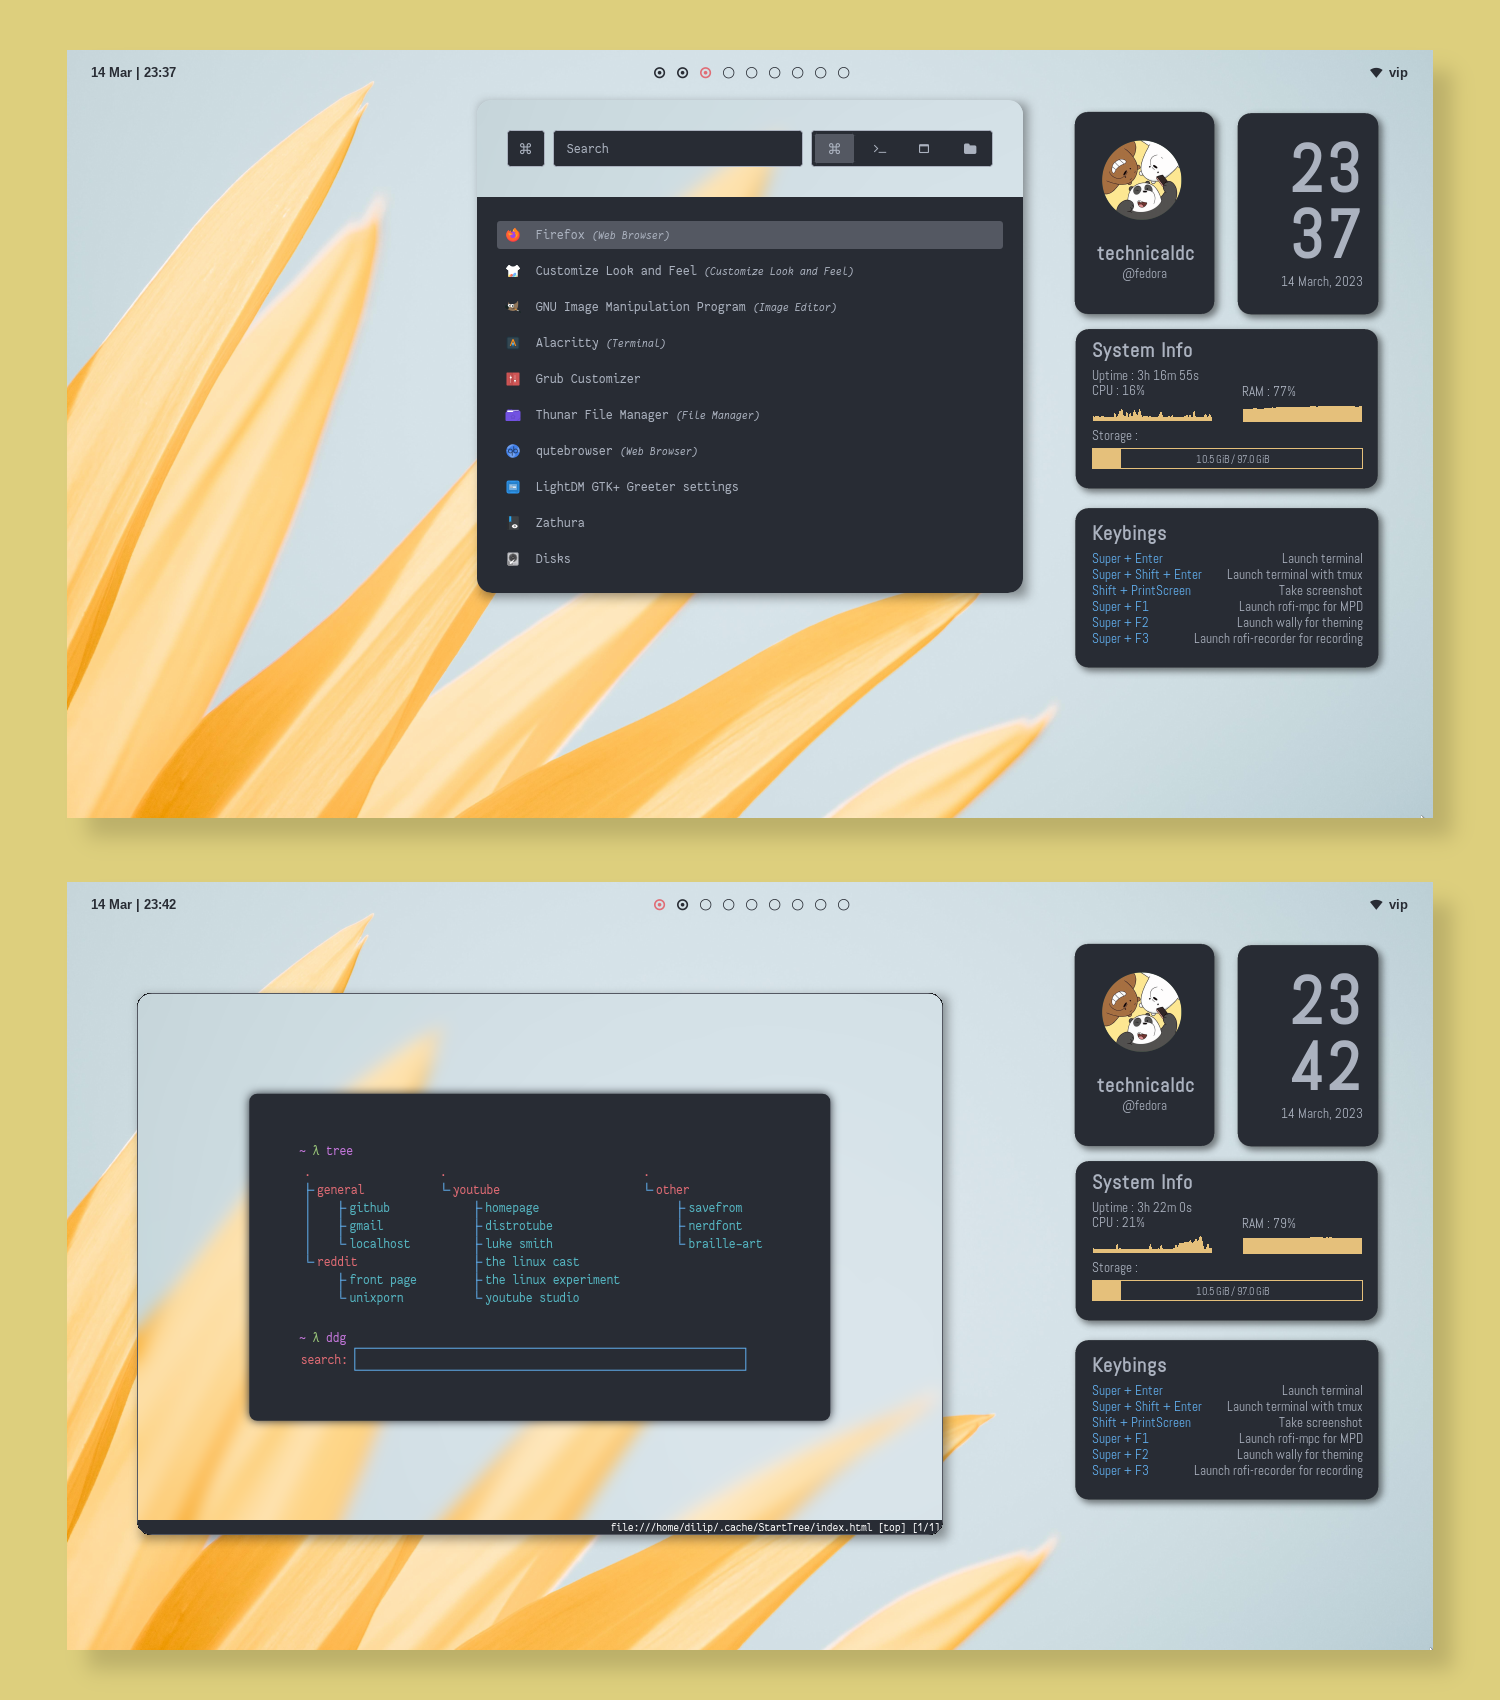 14 Mar | 23:37
vip
Search
Firefox (Web Browser)
Customize Look and Feel (Customize Look and Feel)
GNU Image Manipulation Program (Image Editor)
Alacritty (Terminal)
Grub Customizer
Thunar File Manager (File Manager)
qutebrowser (Web Browser)
LightDM GTK+ Greeter settings
Zathura
Disks
technicaldc
@fedora
23
37
14 March, 2023
System Info
Uptime : 3h 16m 55s
CPU : 16%
RAM : 77%
Storage :
10.5 GiB / 97.0 GiB
Keybings
Super + Enter Launch terminal
Super + Shift + Enter Launch terminal with tmux
Shift + PrintScreen Take screenshot
Super + F1 Launch rofi-mpc for MPD
Super + F2 Launch wally for theming
Super + F3 Launch rofi-recorder for recording
14 Mar | 23:42
vip
~ λ tree
.
general
github
gmail
localhost
reddit
front page
unixporn
.
youtube
homepage
distrotube
luke smith
the linux cast
the linux experiment
youtube studio
.
other
savefrom
nerdfont
braille-art
~ λ ddg
search:
file:///home/dilip/.cache/StartTree/index.html [top] [1/1]
technicaldc
@fedora
23
42
14 March, 2023
System Info
Uptime : 3h 22m 0s
CPU : 21%
RAM : 79%
Storage :
10.5 GiB / 97.0 GiB
Keybings
Super + Enter Launch terminal
Super + Shift + Enter Launch terminal with tmux
Shift + PrintScreen Take screenshot
Super + F1 Launch rofi-mpc for MPD
Super + F2 Launch wally for theming
Super + F3 Launch rofi-recorder for recording